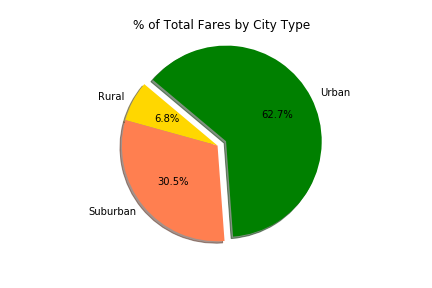 % of Total Fares by City Type
Urban
Rural
62.7%
6.8%
30.5%
Suburban